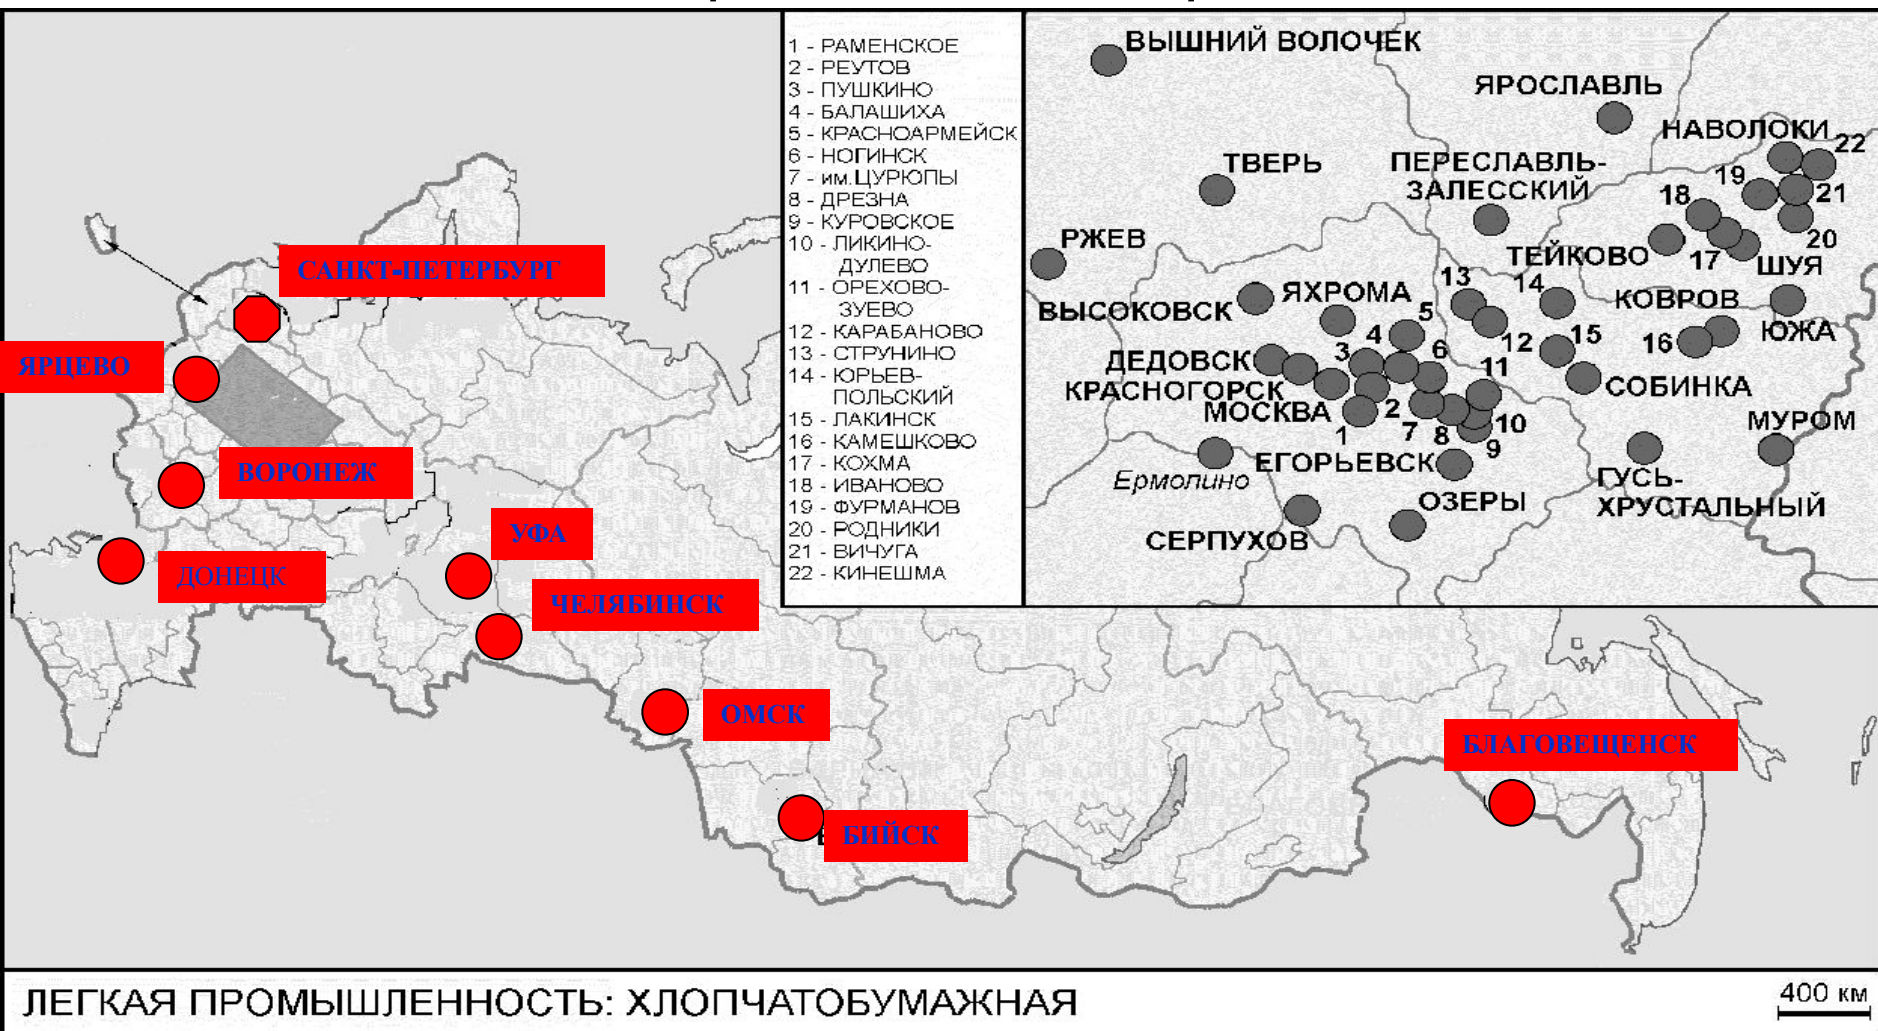 1 - РАМЕНСКОЕ
2 - РЕУТОВ
3 - ПУШКИНО
4 - БАЛАШИХА
5 - КРАСНОАРМЕЙСК
6 - НОГИНСК
7 - им.ЦУРЮПЫ
8 - ДРЕЗНА
9 - КУРОВСКОЕ
10 - ЛИКИНО-
ДУЛЕВО
11 - ОРЕХОВО-
ЗУЕВО
12 - КАРАБАНОВО
13 - СТРУНИНО
14 - ЮРЬЕВ-
ПОЛЬСКИЙ
15 - ЛАКИНСК
16 - КАМЕШКОВО
17 - КОХМА
18 - ИВАНОВО
19 - ФУРМАНОВ
20 - РОДНИКИ
21 - ВИЧУГА
22 - КИНЕШМА
ВЫШНИЙ ВОЛОЧЕК
ЯРОСЛАВЛЬ
НАВОЛОКИ
22
ТВЕРЬ
ПЕРЕСЛАВЛЬ-
ЗАЛЕССКИЙ
19
18
21
РЖЕВ
ТЕЙКОВО
17
ШУЯ
20
ВЫСОКОВСК
ЯХРОМА
5
13
14
КОВРОВ
ЮЖА
ДЕДОВСК
3
4
6
12
15
16
КРАСНОГОРСК
11
СОБИНКА
МОСКВА
1
2
7
8
9
10
МУРОМ
Ермолино
ЕГОРЬЕВСК
ГУСЬ-
ХРУСТАЛЬНЫЙ
СЕРПУХОВ
ОЗЕРЫ
САНКТ-ПЕТЕРБУРГ
ЯРЦЕВО
ВОРОНЕЖ
УФА
ДОНЕЦК
ЧЕЛЯБИНСК
ОМСК
БЛАГОВЕЩЕНСК
БИЙСК
ЛЕГКАЯ ПРОМЫШЛЕННОСТЬ: ХЛОПЧАТОБУМАЖНАЯ
400 км